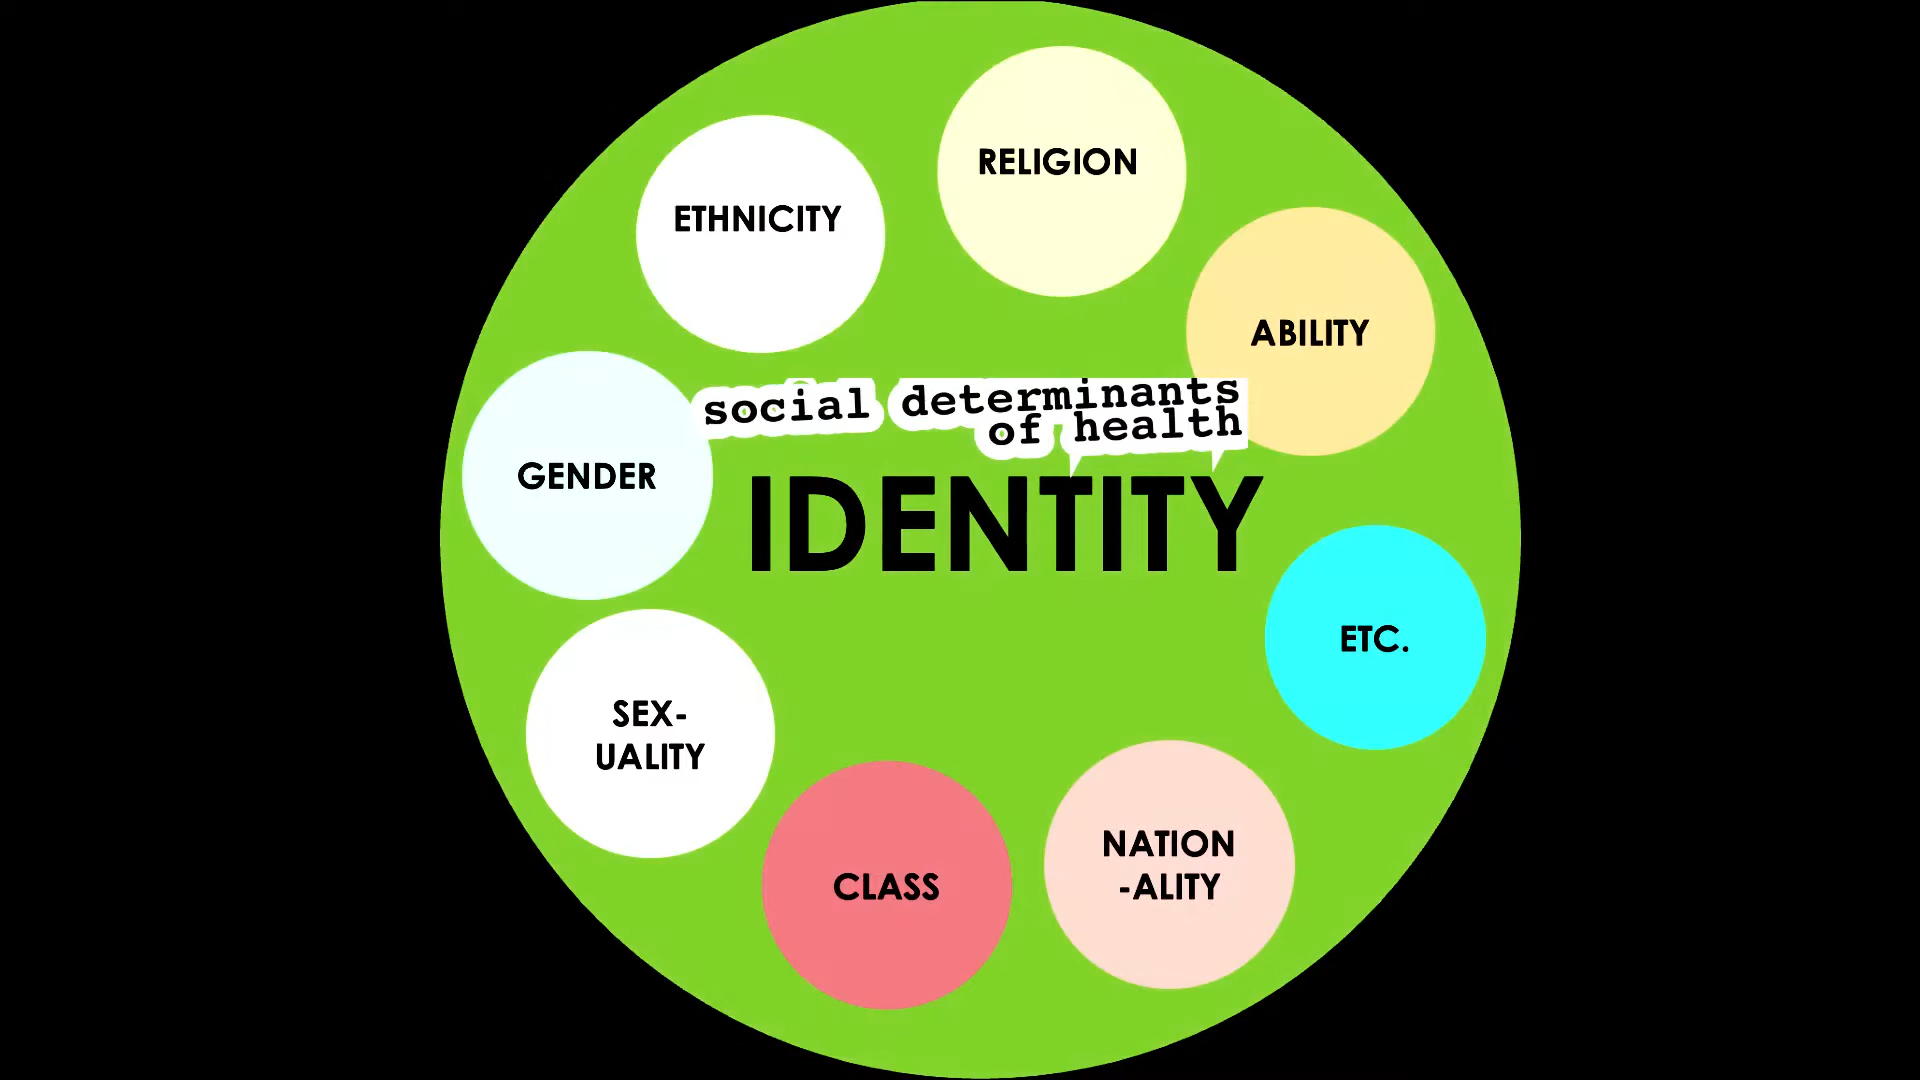 RELIGION
ETHNICITY
ABILITY
social determinants
of health
GENDER
IDENTITY
ETC.
SEX-
UALITY
NATION
-ALITY
CLASS